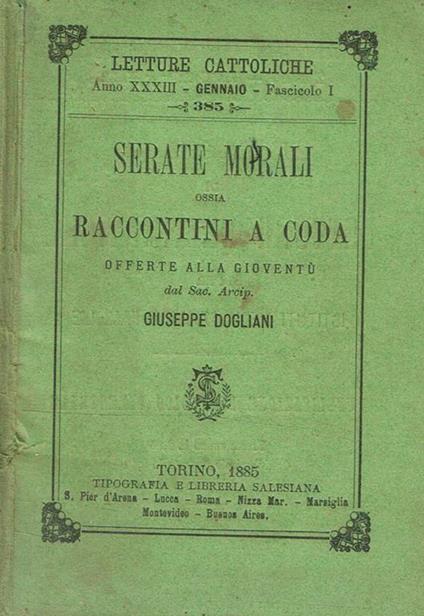 LETTURE CATTOLICHE
Anno XXXIII - GENNAIO - Fascicolo I
385
SERATE MORALI
OSSIA
RACCONTINI A CODA
OFFERTE ALLA GIOVENTÙ
dal Sac. Arcip.
GIUSEPPE DOGLIANI
TORINO, 1885
TIPOGRAFIA E LIBRERIA SALESIANA
S. Pier d'Arena - Lucca - Roma - Nizza Mar. - Marsiglia
Montevideo - Buenos Aires.